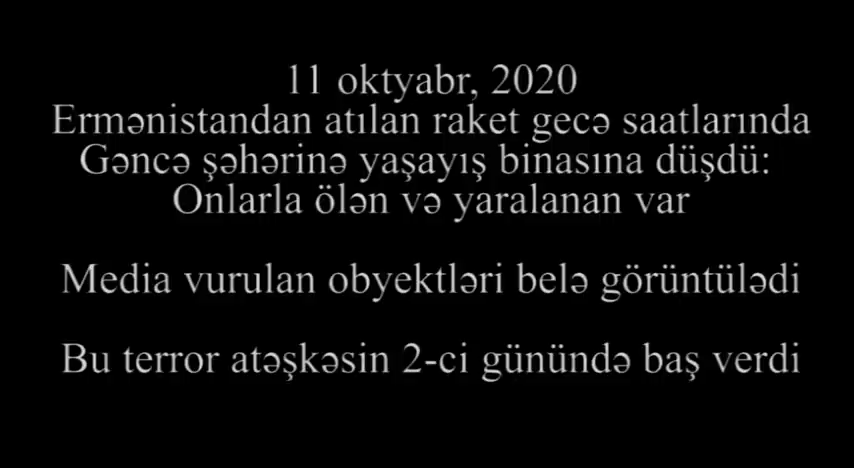 11 oktyabr, 2020
Ermənistandan atılan raket gecə saatlarında
Gəncə şəhərinə yaşayış binasına düşdü:
Onlarla ölən və yaralanan var
Media vurulan obyektləri belə görüntülədi
Bu terror atəşkəsin 2-ci günündə baş verdi